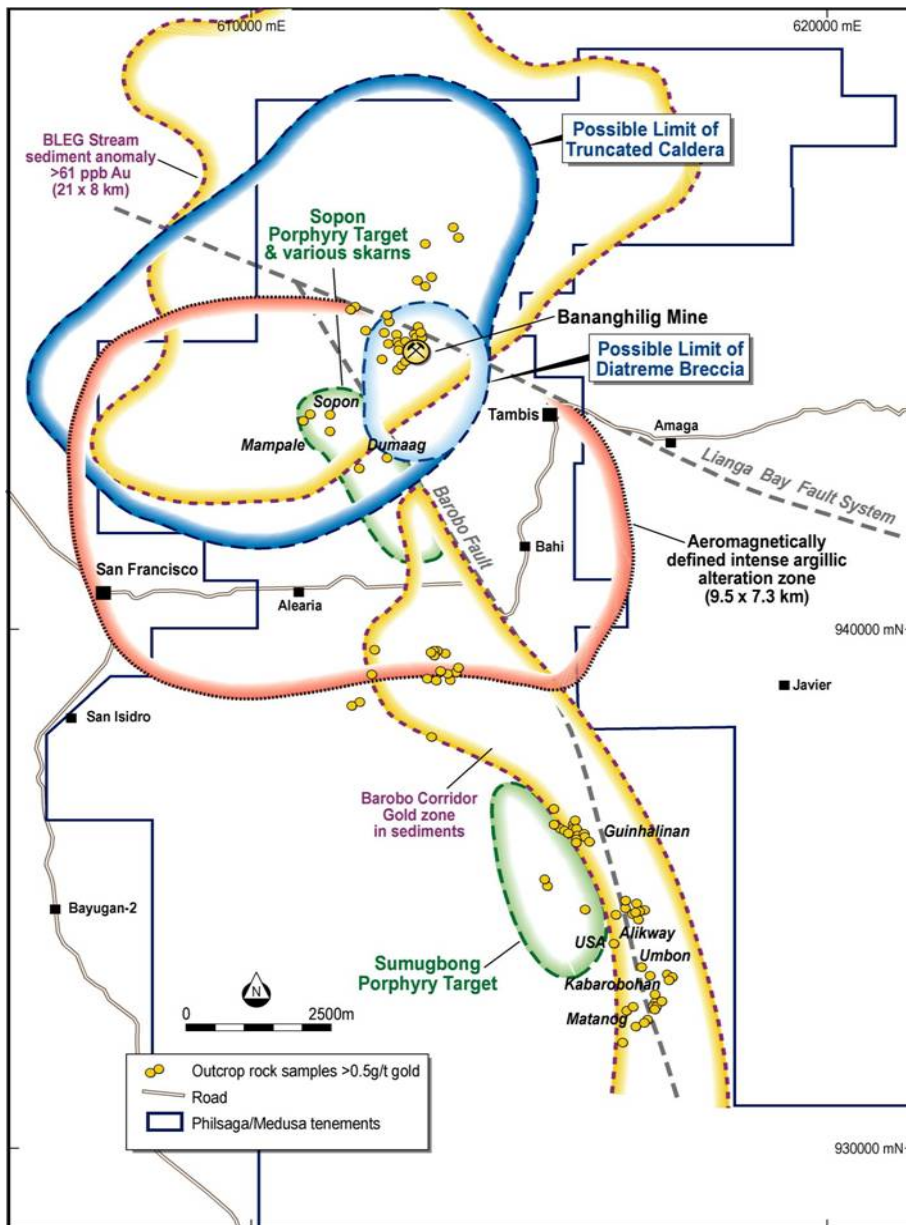 610000 mE
620000 mE
BLEG Stream
sediment anomaly
>61 ppb Au
(21 x 8 km)
Possible Limit of
Truncated Caldera
Sopon
Porphyry Target
& various skarns
Bananghilig Mine
Possible Limit of
Diatreme Breccia
Sopon
Tambis
Amaga
Mampale
Dumaag
Lianga Bay Fault System
Barobo Fault
Bahi
Aeromagnetically
defined intense argillic
alteration zone
(9.5 x 7.3 km)
San Francisco
Alearia
940000 mN
Javier
San Isidro
Barobo Corridor
Gold zone
in sediments
Guinhalinan
Bayugan-2
USA
Alikway
Umbon
Sumugbong
Porphyry Target
Kabarobohan
Matanog
N
0
2500m
Outcrop rock samples >0.5g/t gold
Road
Philsaga/Medusa tenements
930000 mN